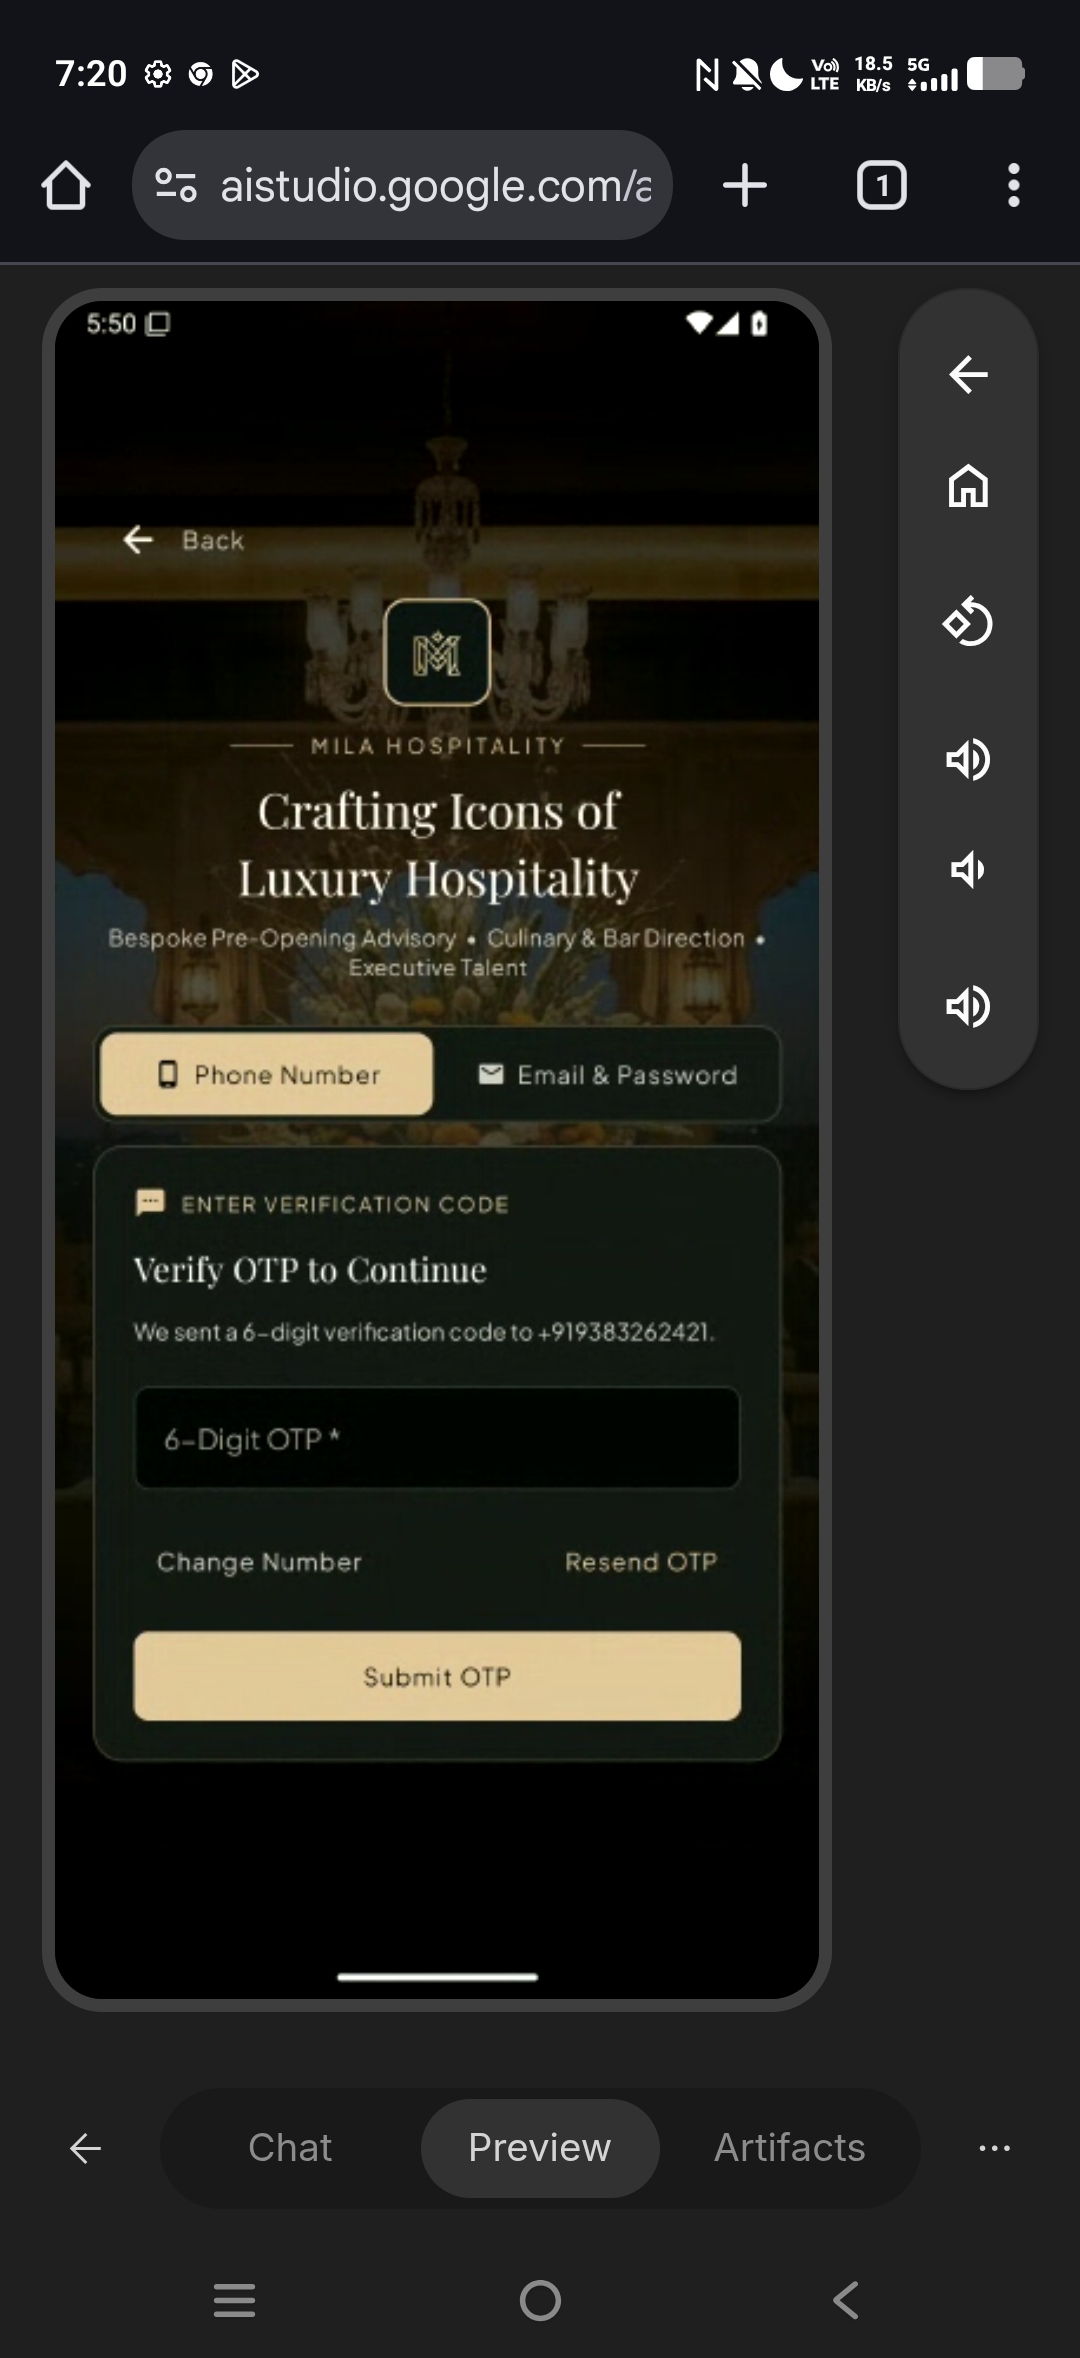 7:20
Vo)) LTE
18.5 KB/s
5G
aistudio.google.com/a
1
5:50
Back
MILA HOSPITALITY
Crafting Icons of
Luxury Hospitality
Bespoke Pre-Opening Advisory • Culinary & Bar Direction •
Executive Talent
Phone Number
Email & Password
ENTER VERIFICATION CODE
Verify OTP to Continue
We sent a 6-digit verification code to +919383262421.
6-Digit OTP *
Change Number
Resend OTP
Submit OTP
Chat
Preview
Artifacts